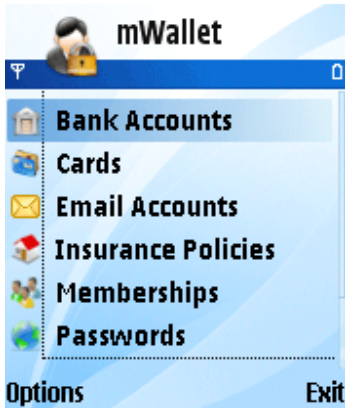 mWallet
Bank Accounts
Cards
Email Accounts
Insurance Policies
Memberships
Passwords
Options Exit